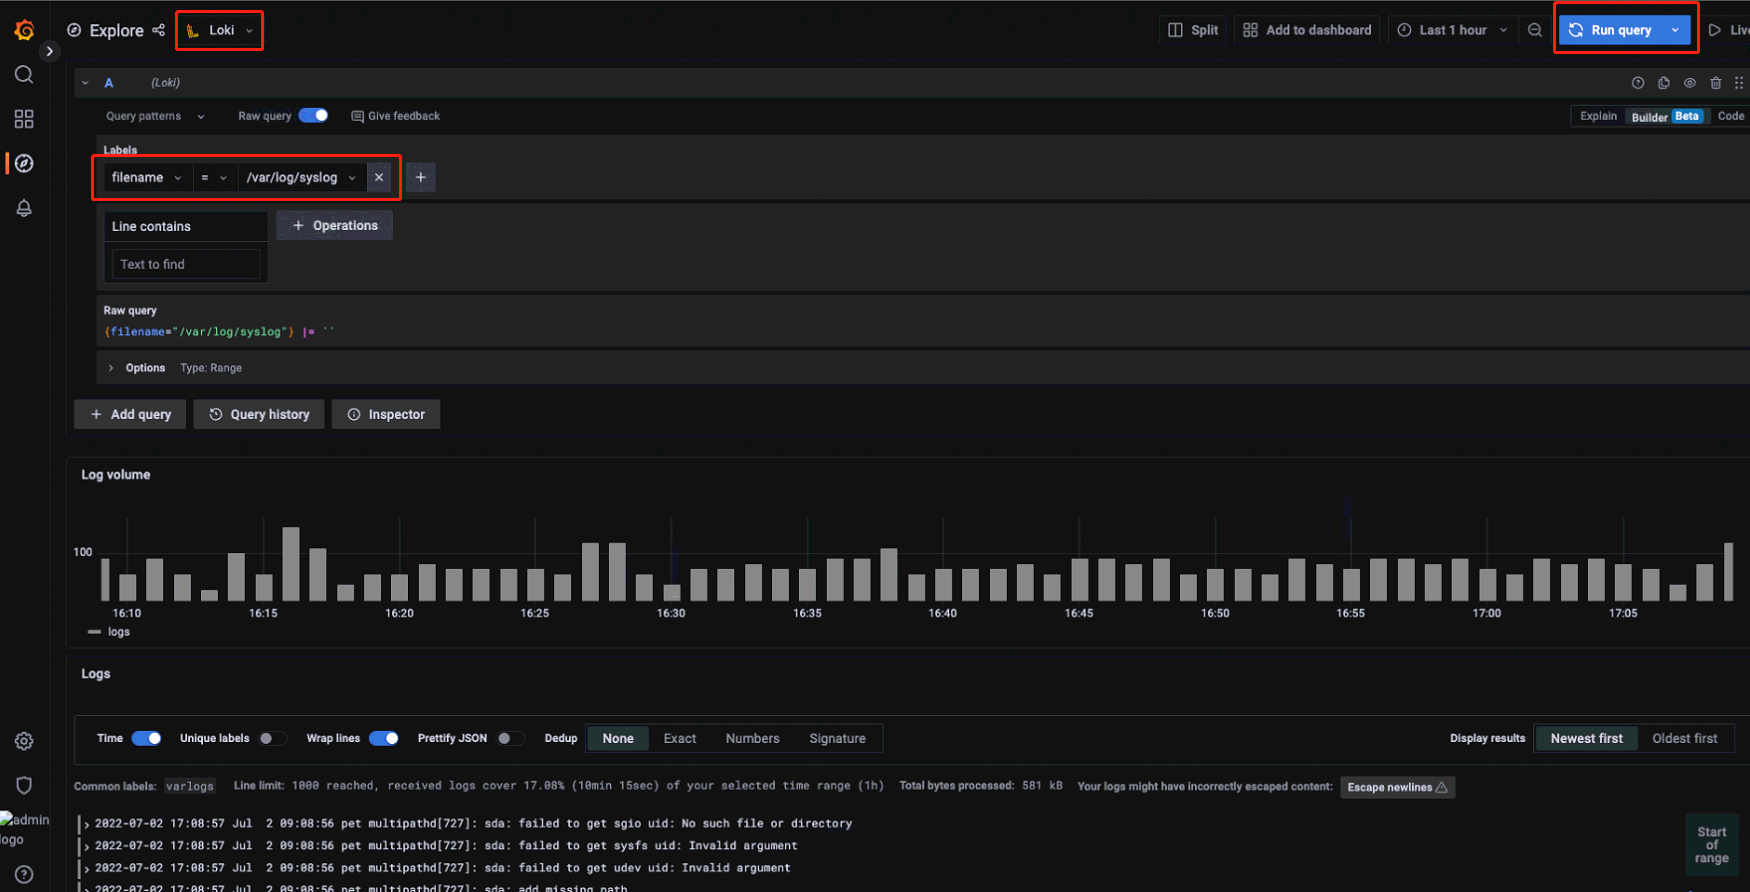 Explore Loki Split Add to dashboard Last 1 hour Run query Live
A (Loki)
Query patterns Raw query Give feedback Explain Builder Beta Code
Labels
filename = /var/log/syslog
Line contains + Operations
Text to find
Raw query
{filename="/var/log/syslog"} |= ``
Options Type: Range
+ Add query Query history Inspector
Log volume
100
16:10 16:15 16:20 16:25 16:30 16:35 16:40 16:45 16:50 16:55 17:00 17:05
logs
Logs
Time Unique labels Wrap lines Prettify JSON Dedup None Exact Numbers Signature Display results Newest first Oldest first
Common labels: varlogs Line limit: 1000 reached, received logs cover 17.08% (10min 15sec) of your selected time range (1h) Total bytes processed: 581 kB Your logs might have incorrectly escaped content: Escape newlines
2022-07-02 17:08:57 Jul  2 09:08:56 pet multipathd[727]: sda: failed to get sgio uid: No such file or directory
2022-07-02 17:08:57 Jul  2 09:08:56 pet multipathd[727]: sda: failed to get sysfs uid: Invalid argument
2022-07-02 17:08:57 Jul  2 09:08:56 pet multipathd[727]: sda: failed to get udev uid: Invalid argument
2022-07-02 17:08:57 Jul  2 09:08:56 pet multipathd[727]: sda: add missing path
Start
of
range
admin
logo